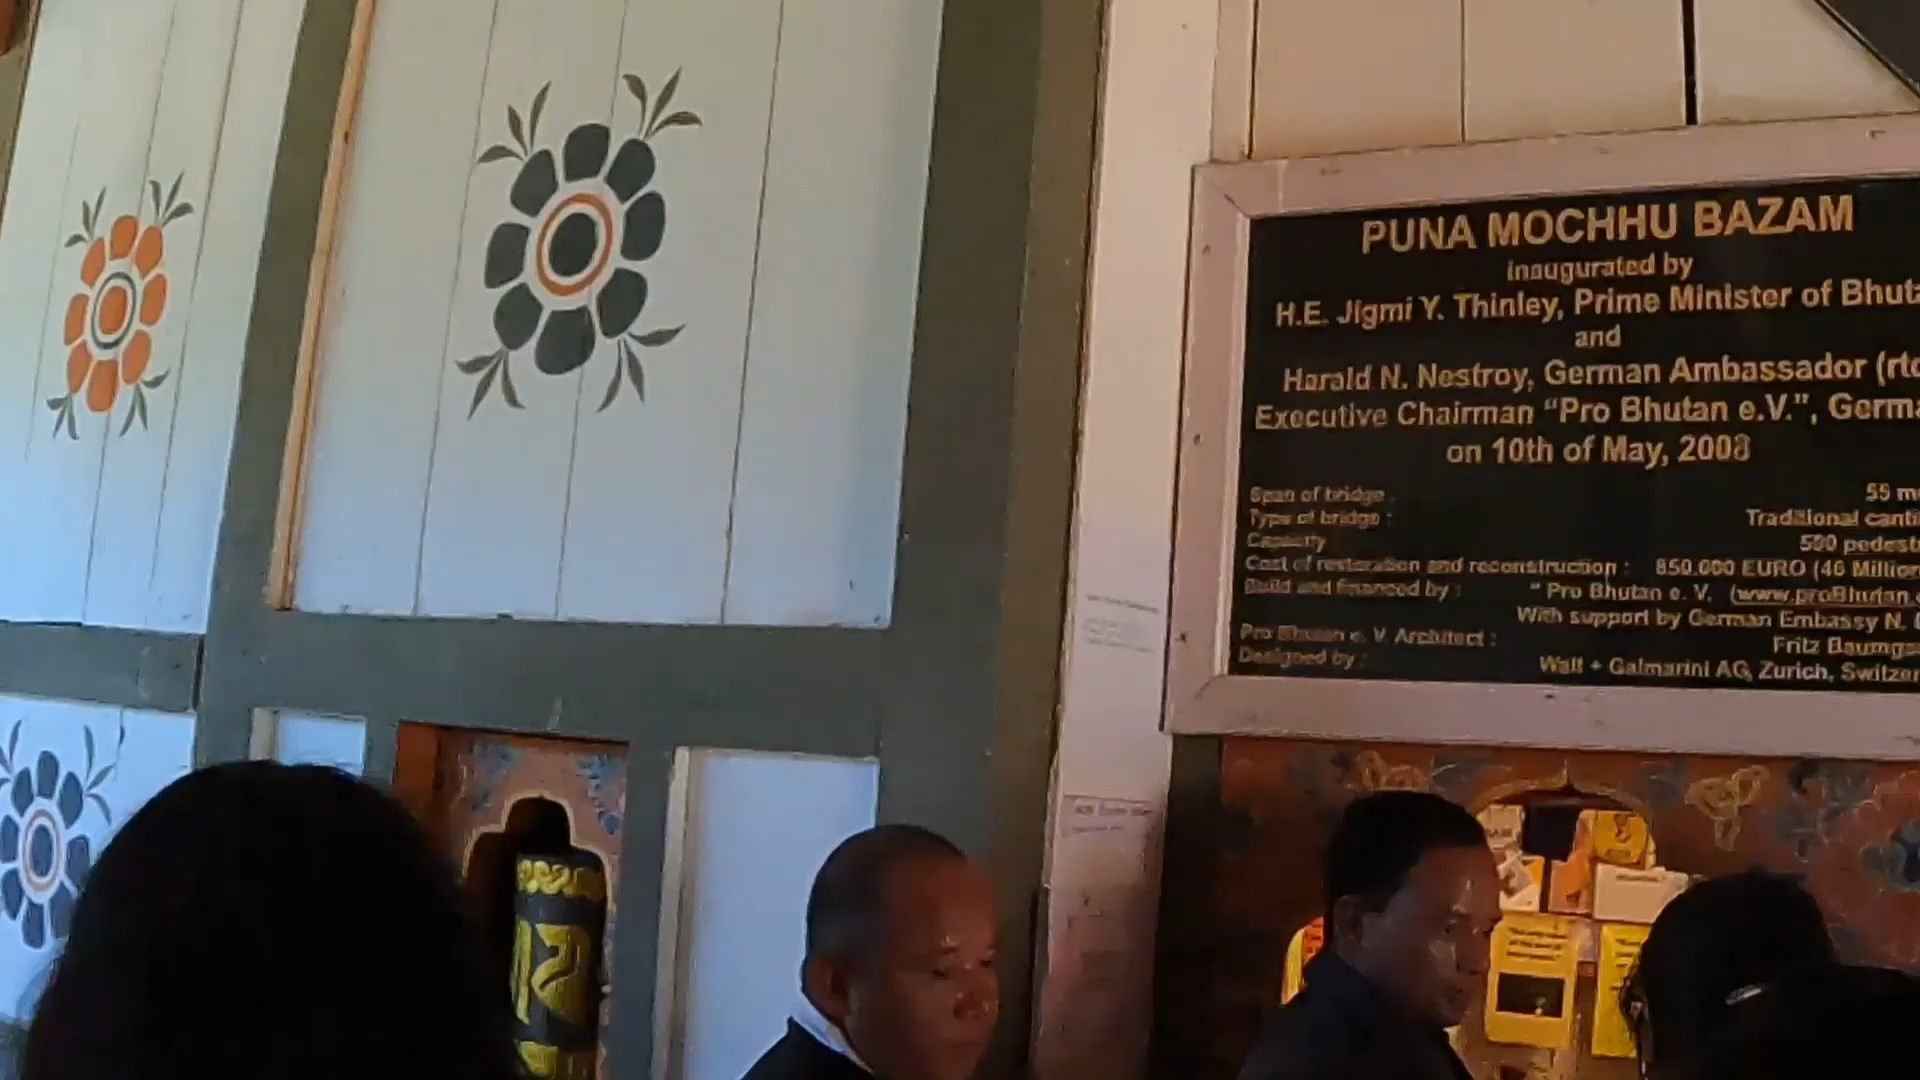 PUNA MOCHHU BAZAM
inaugurated by
H.E. Jigmi Y. Thinley, Prime Minister of Bhuta
and
Harald N. Nestroy, German Ambassador (rtd
Executive Chairman “Pro Bhutan e.V.”, Germa
on 10th of May, 2008
Span of bridge : 55 m
Type of bridge : Traditional canti
Capacity 500 pedest
Cost of restoration and reconstruction : 850.000 EURO (46 Million
Build and financed by : " Pro Bhutan e. V. (www.proBhutan.
With support by German Embassy N.
Pro Bhutan e. V. Architect : Fritz Baumga
Designed by : Walt + Galmarini AG, Zurich, Switzer